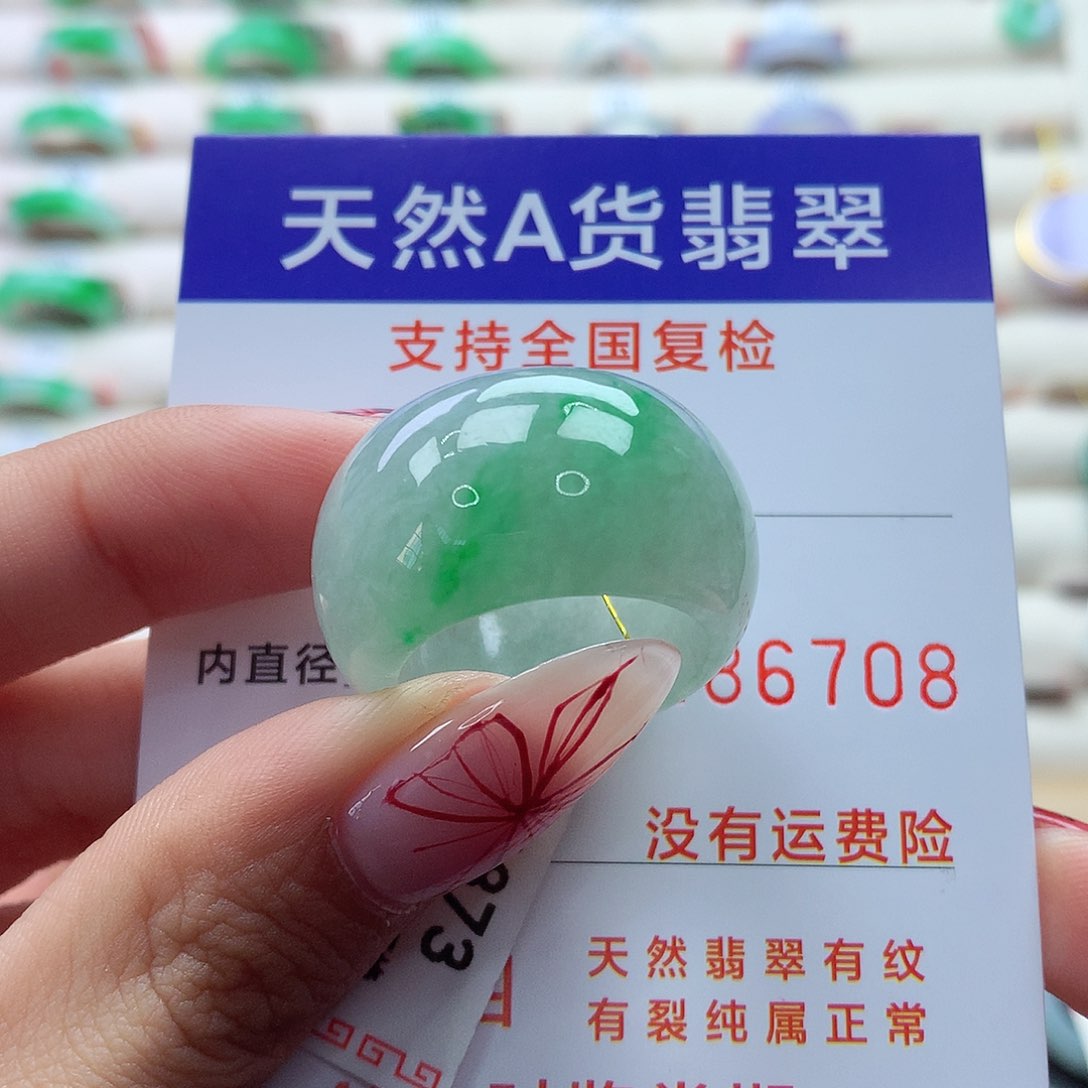 天然A货翡翠
支持全国复检
内直径
86708
没有运费险
873
天然翡翠有纹
有裂纯属正常